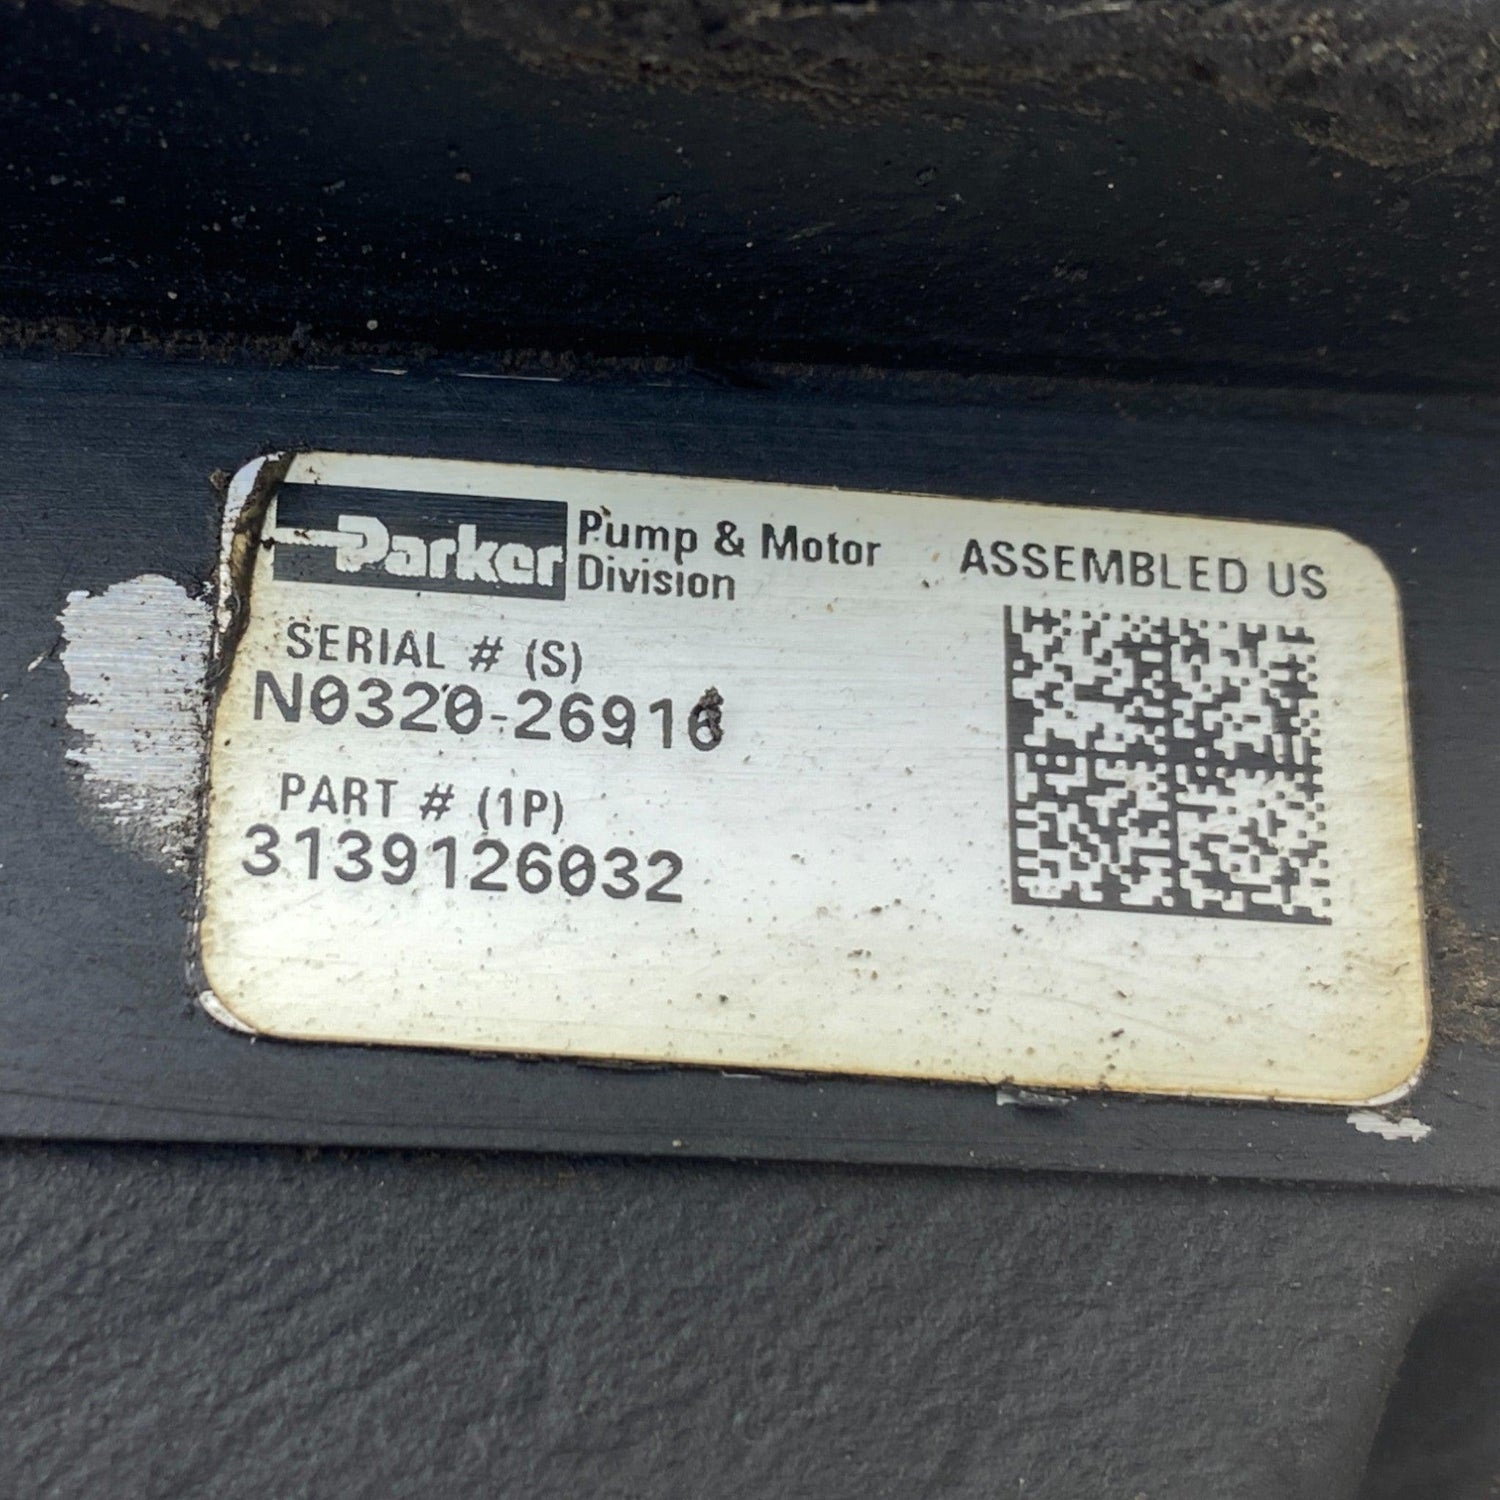 Parker Pump & Motor
Division
ASSEMBLED US
SERIAL # (S)
N0320-26916
PART # (1P)
3139126032